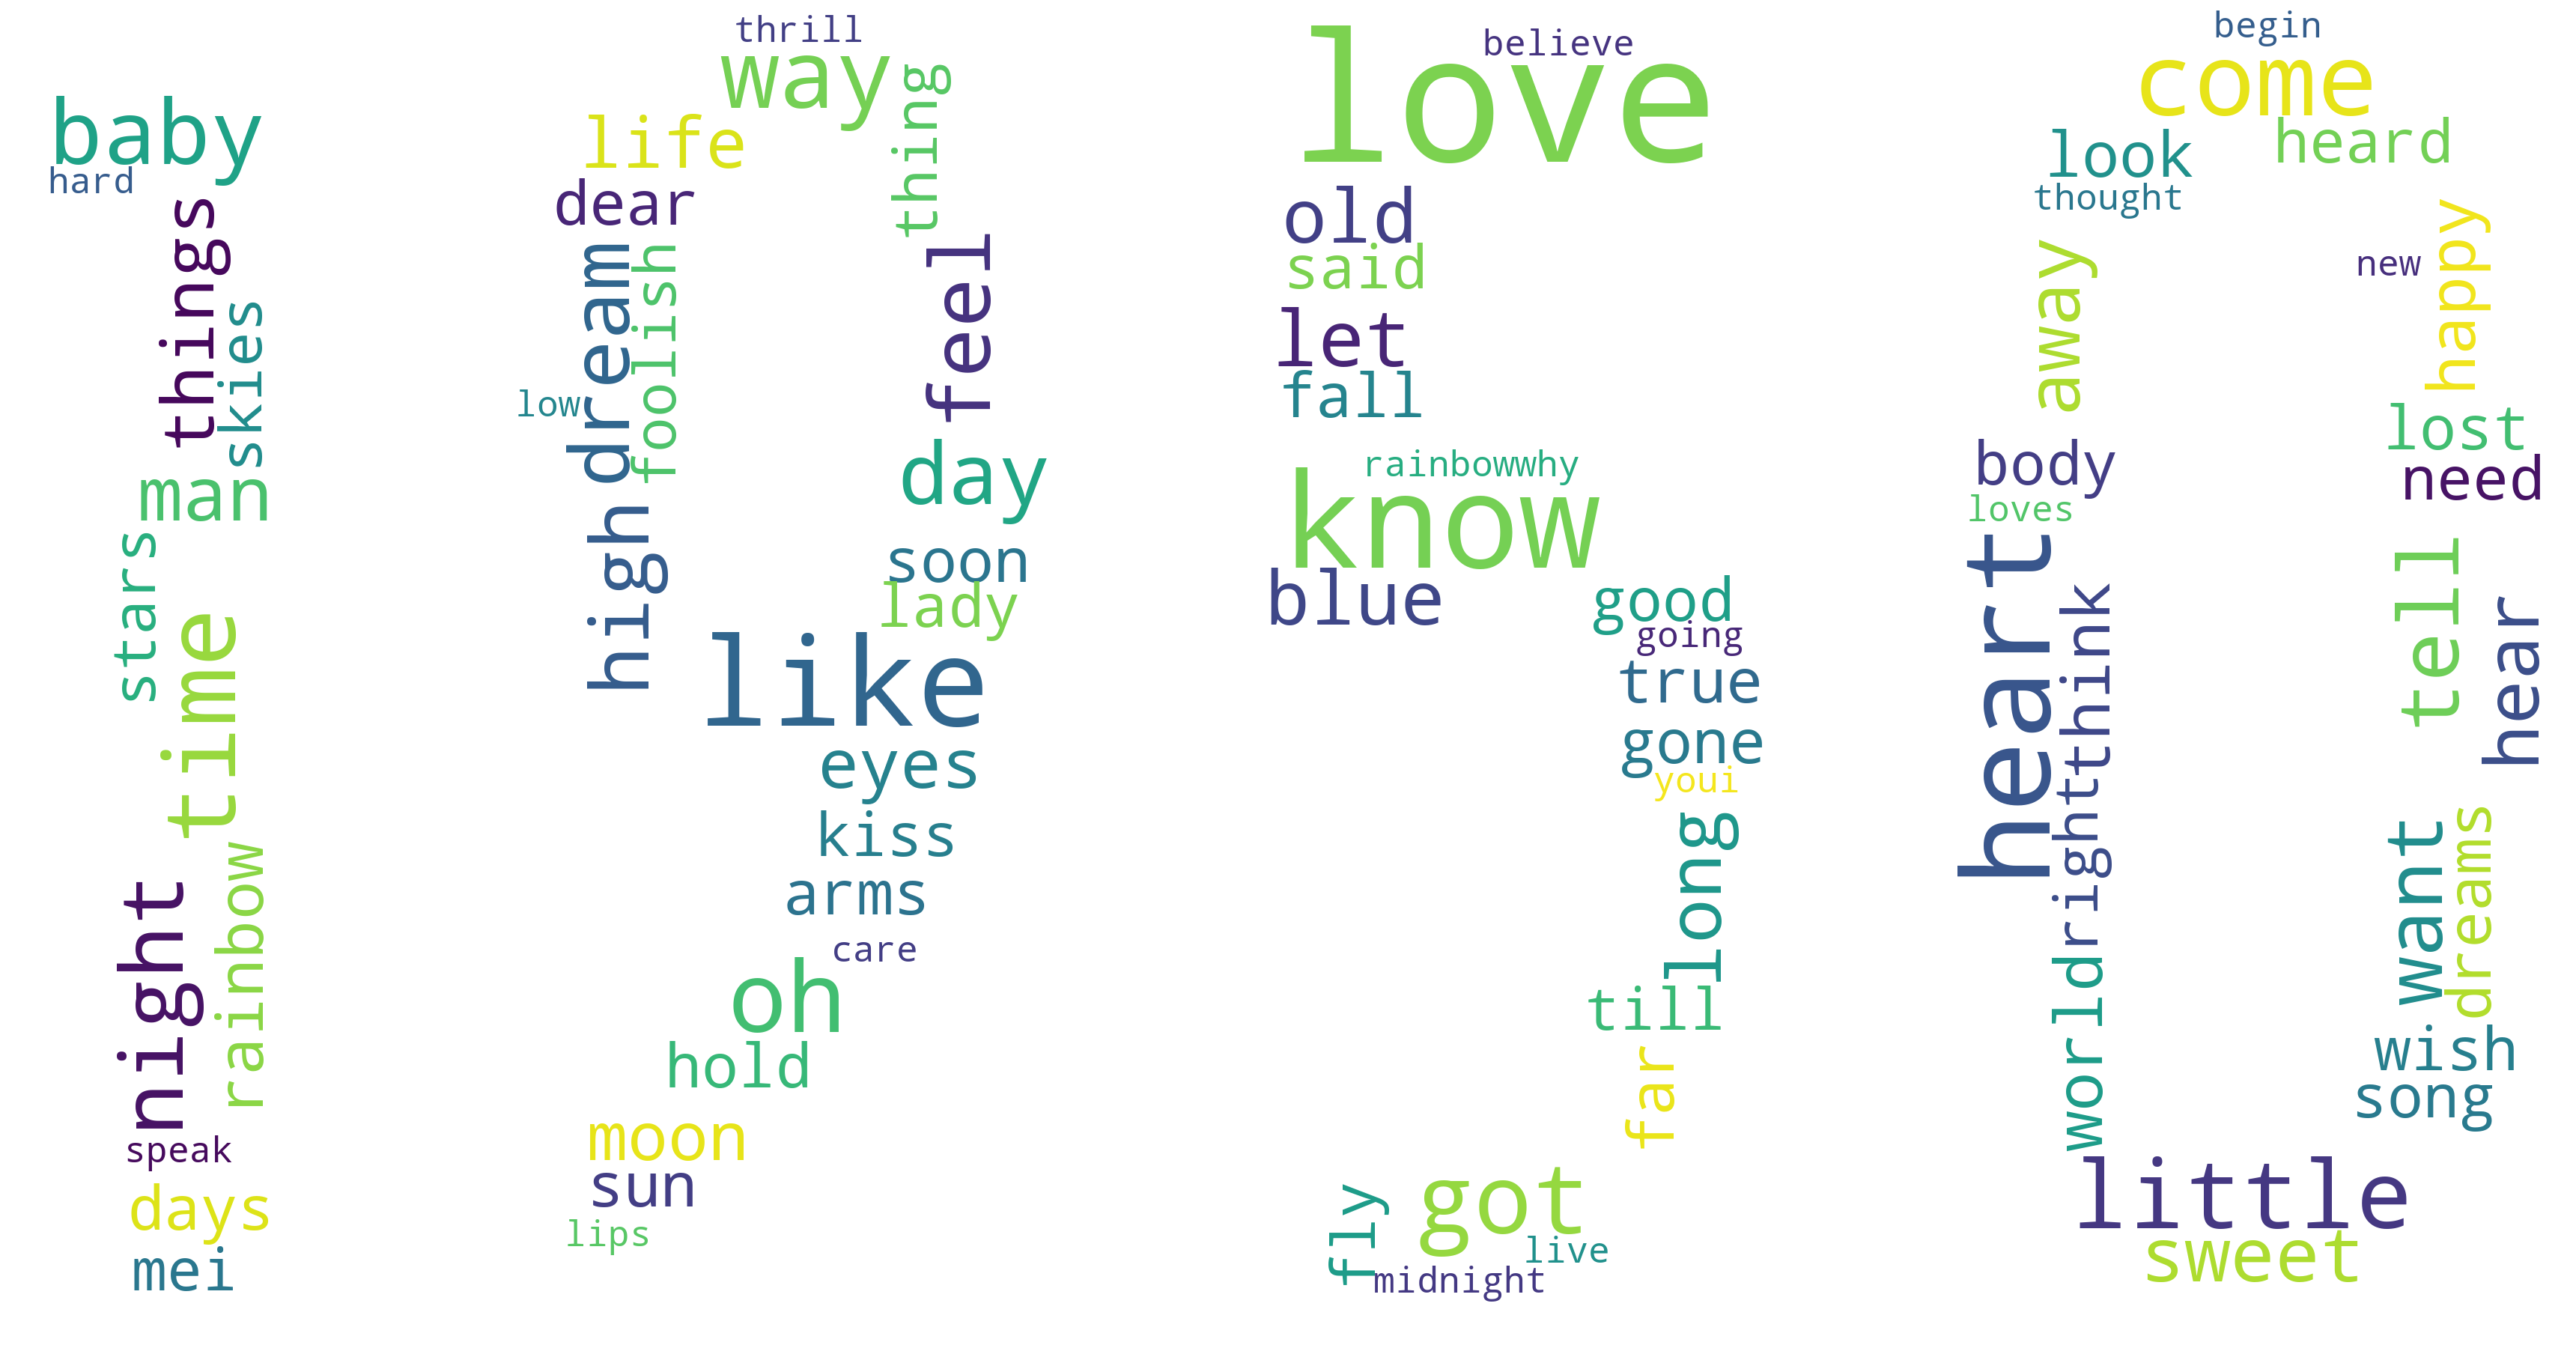 baby
hard
things
skies
man
stars
time
rainbow
night
speak
days
mei
thrill
way
thing
life
dear
dream
foolish
feel
low
high
day
soon
lady
like
eyes
kiss
arms
care
oh
hold
moon
sun
lips
believe
love
old
said
let
fall
rainbowwhy
know
blue
good
going
true
gone
youi
long
till
far
fly
got
live
midnight
begin
come
heard
look
thought
new
happy
away
lost
body
need
loves
heart
think
tell
hear
right
want
dreams
world
wish
song
little
sweet